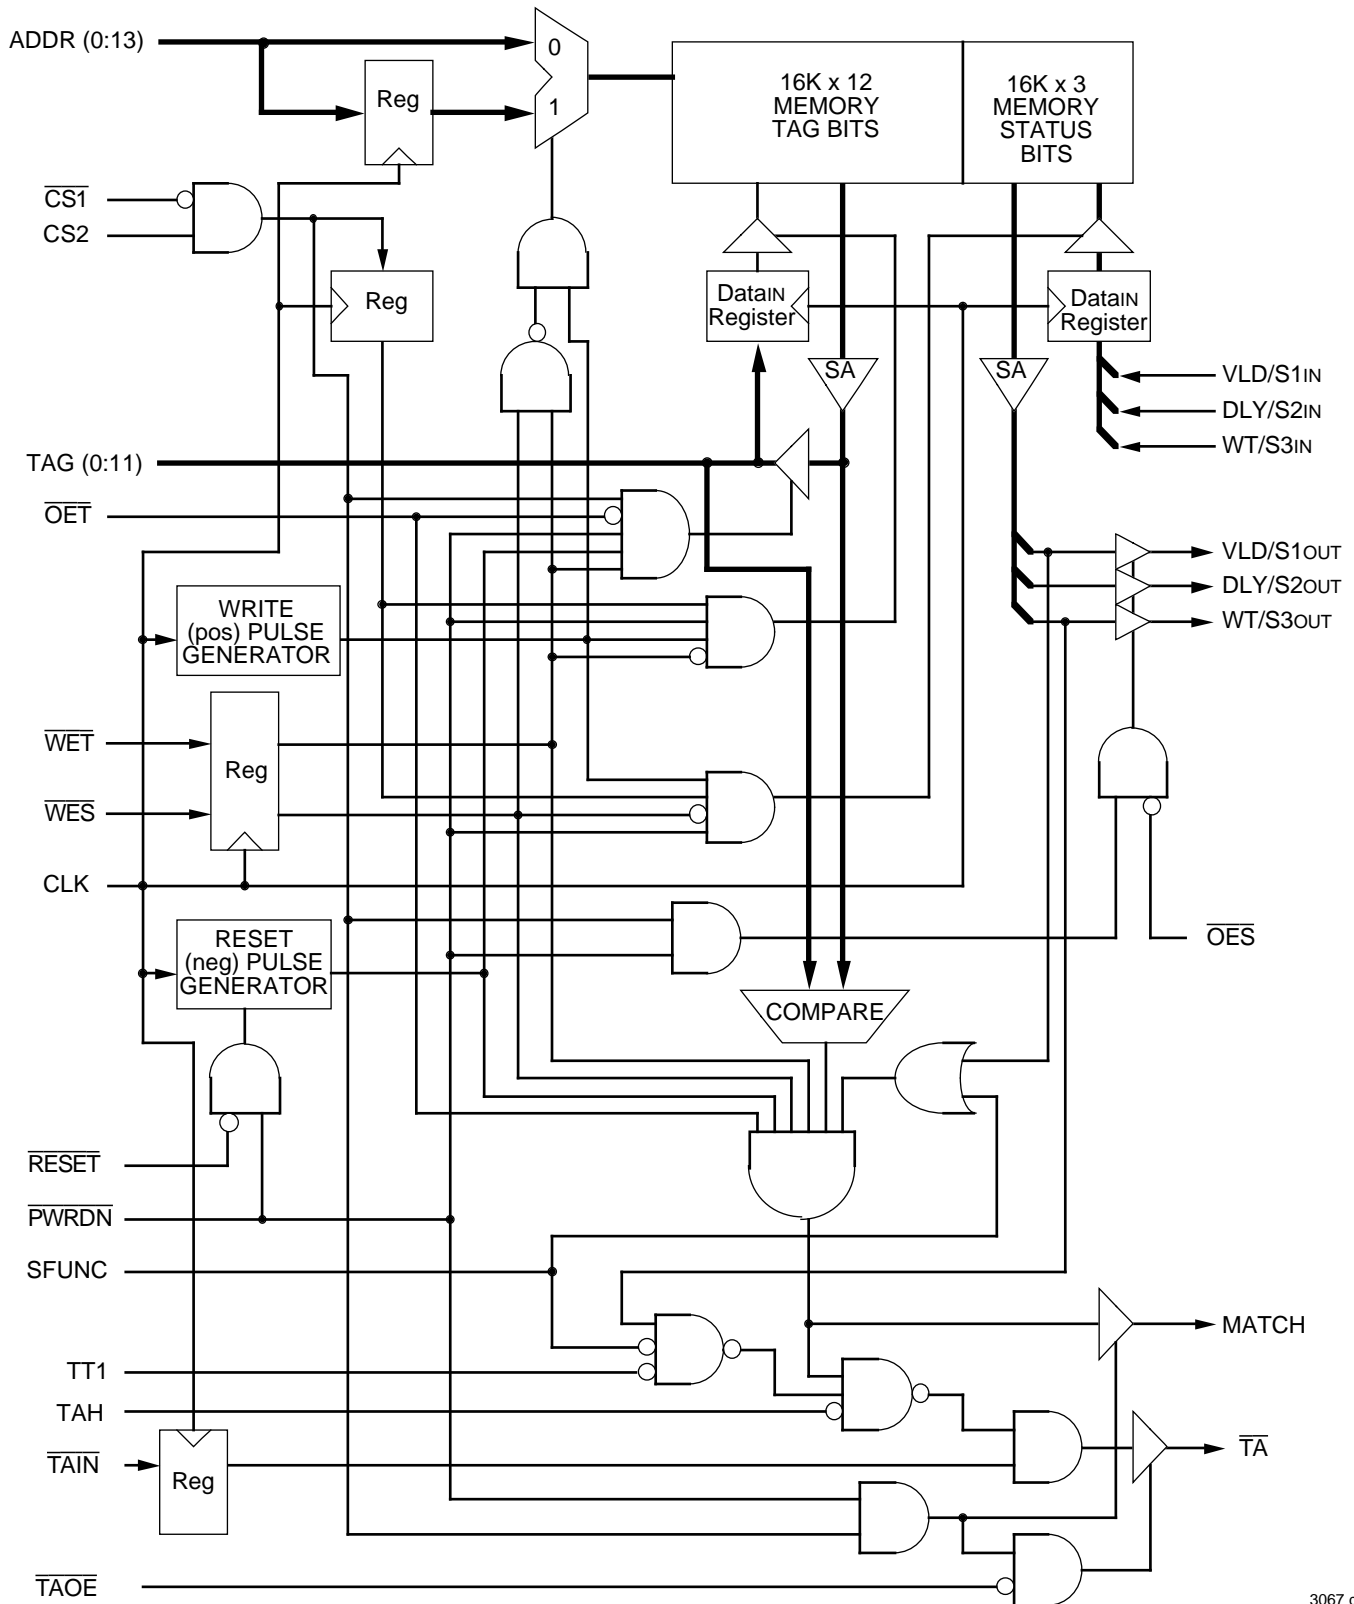 ADDR (0:13)
0
1
Reg
16K x 12
MEMORY
TAG BITS
16K x 3
MEMORY
STATUS
BITS
CS1
CS2
Reg
DataIN
Register
DataIN
Register
SA
SA
VLD/S1IN
DLY/S2IN
WT/S3IN
TAG (0:11)
OET
VLD/S1OUT
DLY/S2OUT
WT/S3OUT
WRITE
(pos) PULSE
GENERATOR
WET
Reg
WES
CLK
RESET
(neg) PULSE
GENERATOR
OES
COMPARE
RESET
PWRDN
SFUNC
MATCH
TT1
TAH
TAIN
Reg
TA
TAOE